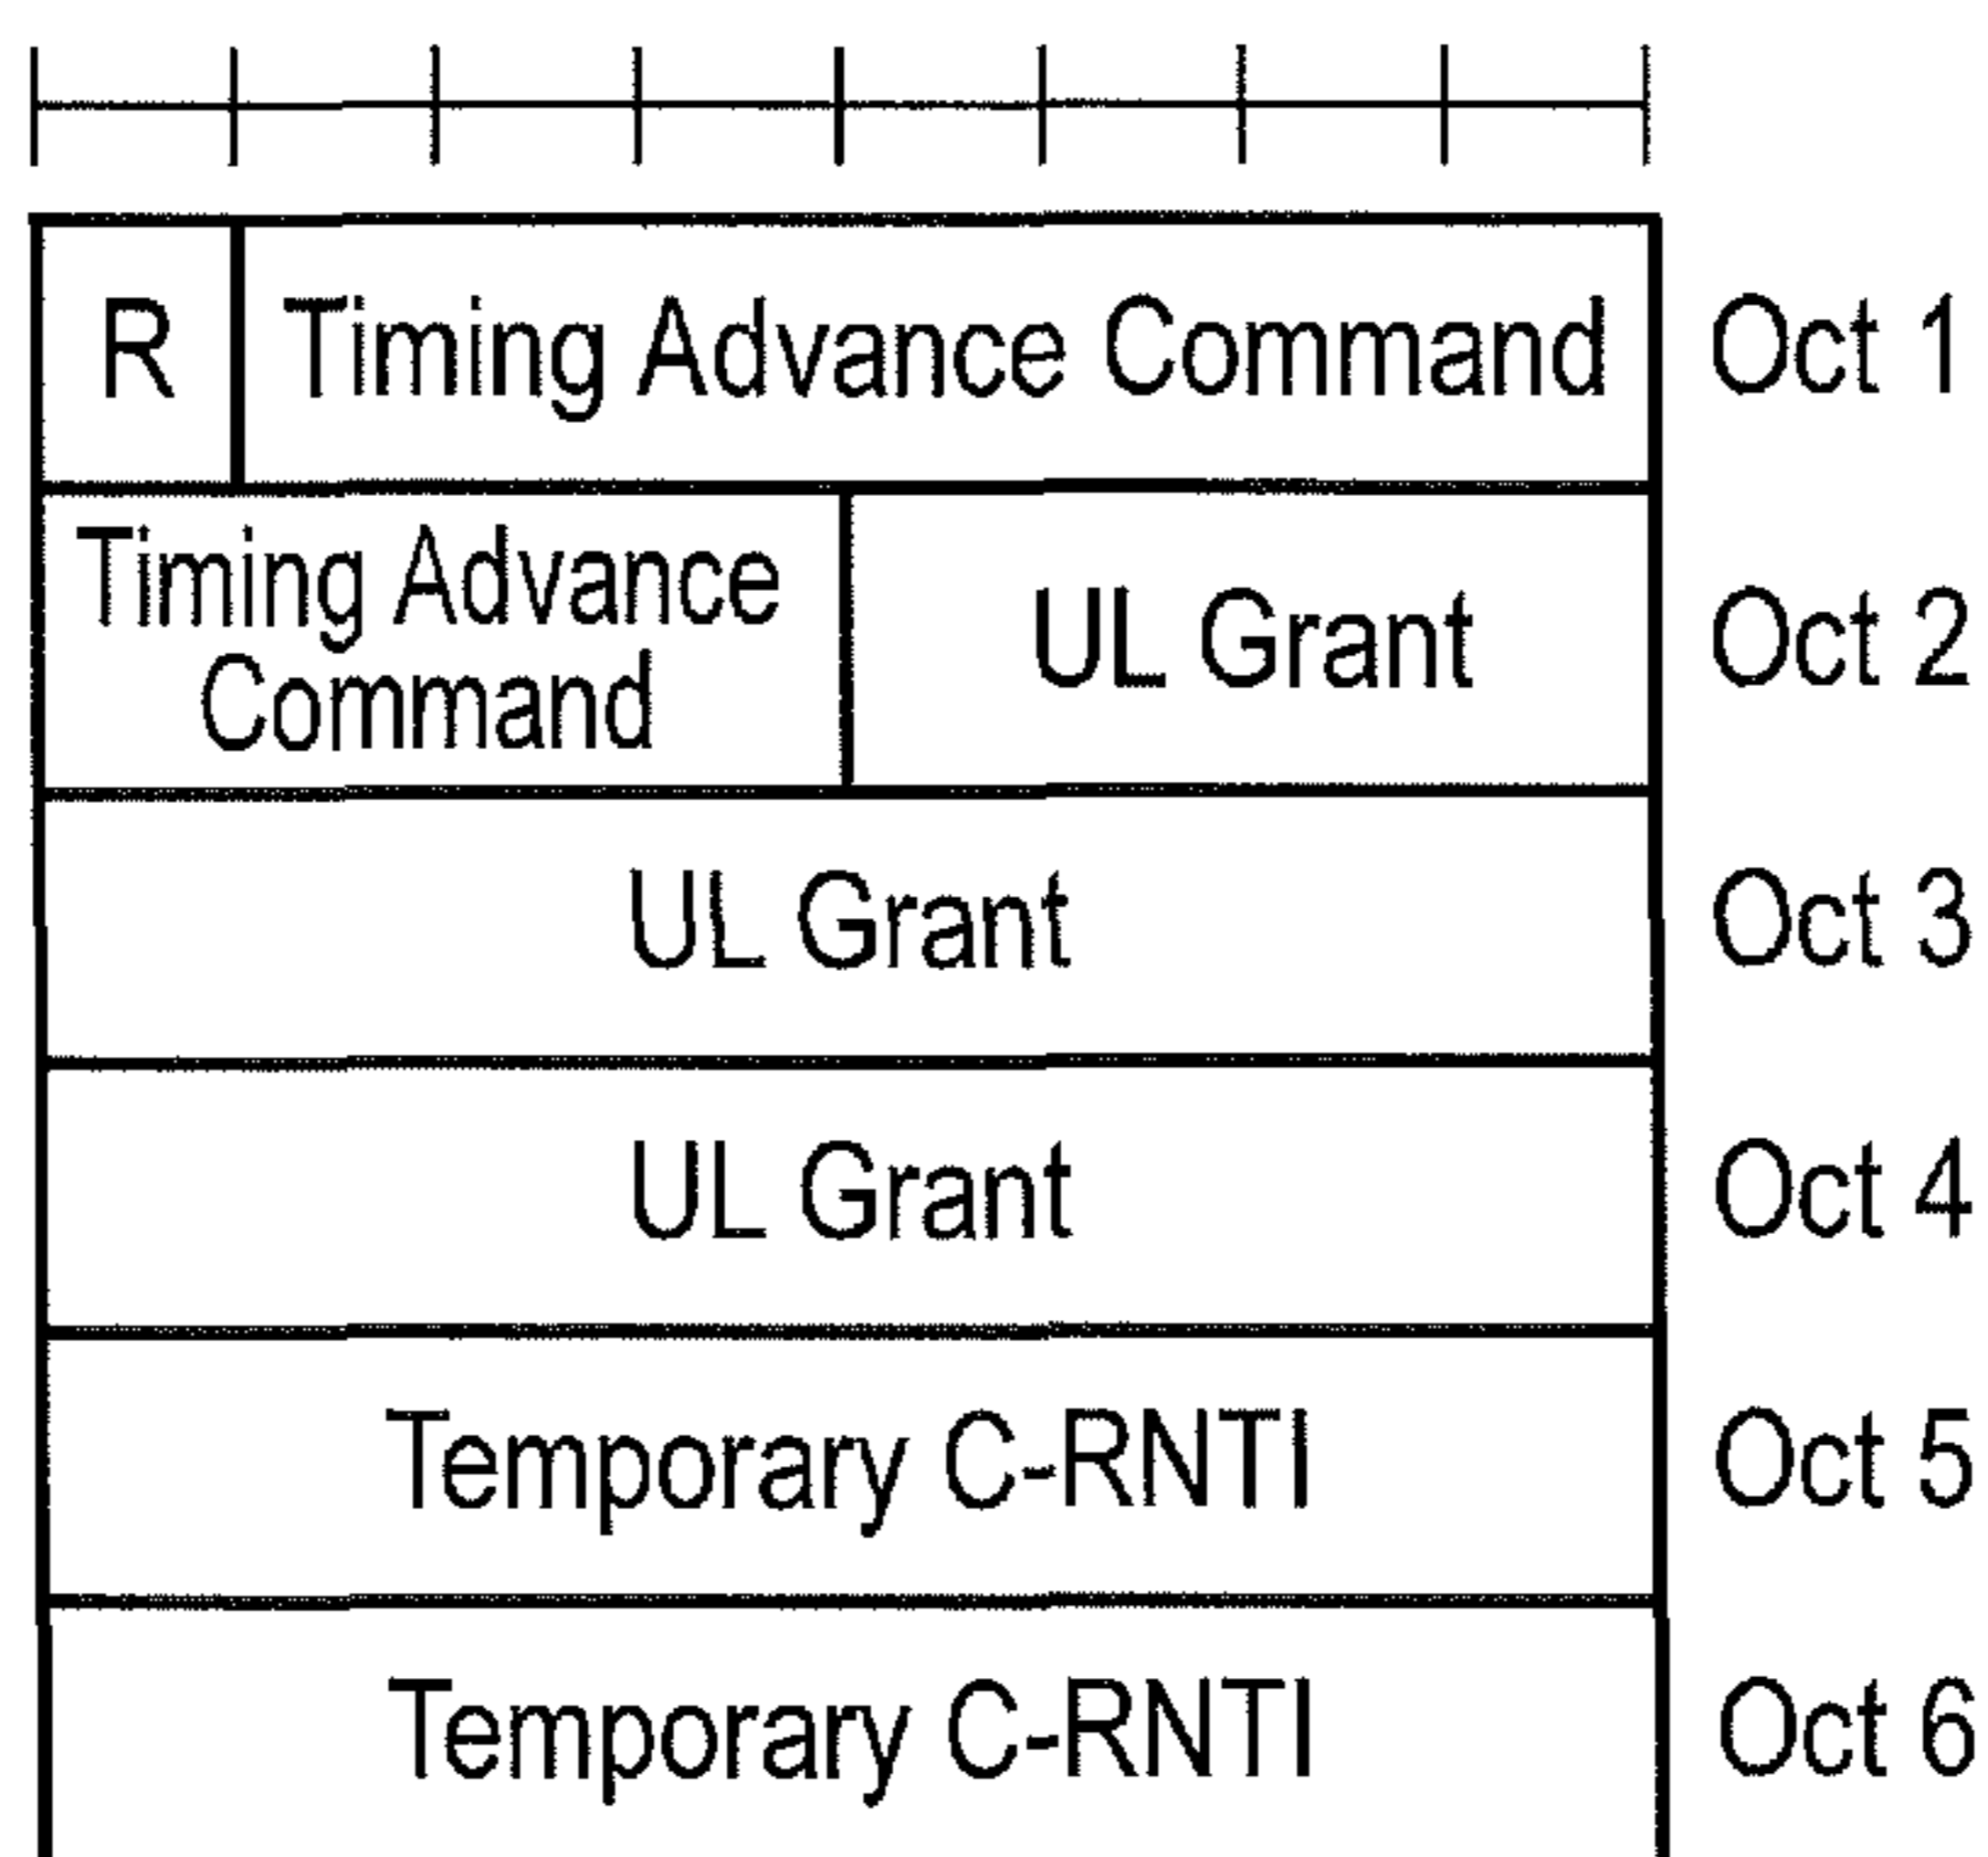 R Timing Advance Command Oct 1
Timing Advance
Command
UL Grant Oct 2
UL Grant Oct 3
UL Grant Oct 4
Temporary C-RNTI Oct 5
Temporary C-RNTI Oct 6